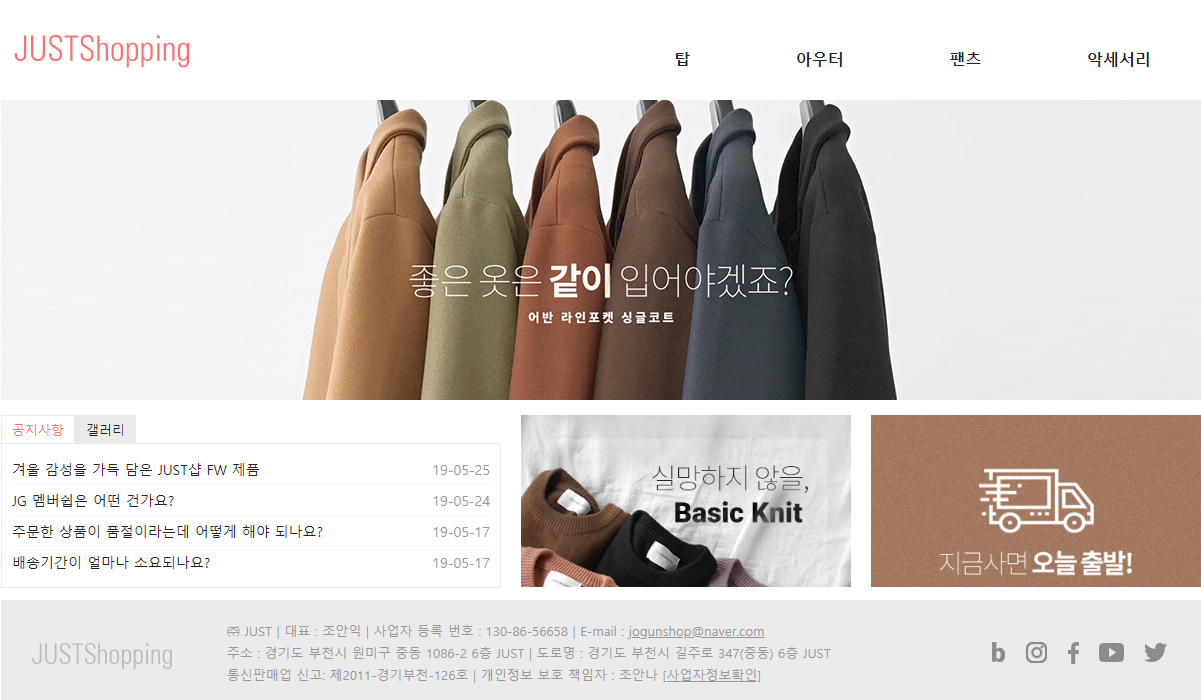 JUSTShopping
탑 아우터 팬츠 악세서리
좋은 옷은 같이 입어야겠죠?
어반 라인포켓 싱글코트
공지사항 갤러리
겨울 감성을 가득 담은 JUST샵 FW 제품 19-05-25
JG 멤버쉽은 어떤 건가요? 19-05-24
주문한 상품이 품절이라는데 어떻게 해야 되나요? 19-05-17
배송기간이 얼마나 소요되나요? 19-05-17
실망하지 않을,
Basic Knit
지금사면 오늘 출발!
JUSTShopping
㈜ JUST | 대표 : 조안익 | 사업자 등록 번호 : 130-86-56658 | E-mail : jogunshop@naver.com
주소 : 경기도 부천시 원미구 중동 1086-2 6층 JUST | 도로명 : 경기도 부천시 길주로 347(중동) 6층 JUST
통신판매업 신고: 제2011-경기부천-126호 | 개인정보 보호 책임자 : 조안나 [사업자정보확인]